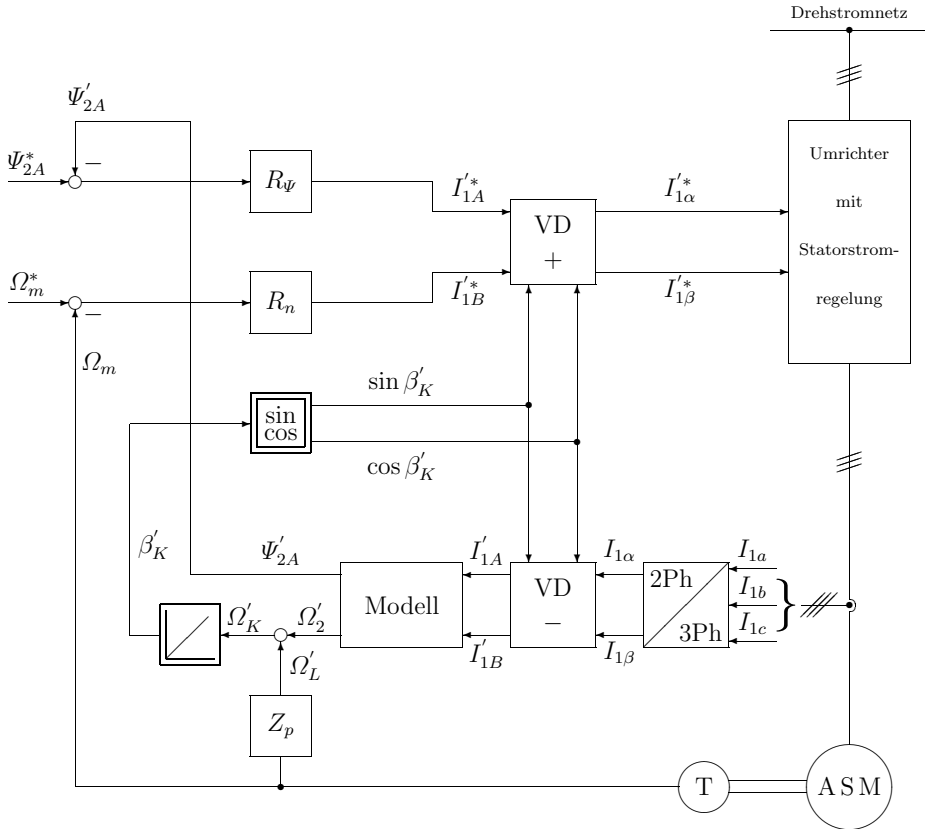 Drehstromnetz
Ψ'2A
Ψ*2A
−
RΨ
I'*1A
VD
+
I'*1α
Umrichter
mit
Statorstrom-
regelung
Ω*m
−
Rn
I'*1B
I'*1β
Ωm
sin β'K
sin
cos
cos β'K
β'K
Ψ'2A
Modell
I'1A
VD
−
I1α
2Ph
3Ph
I1a
I1b
I1c
Ω'K
Ω'2
I'1B
I1β
Ω'L
Zp
T
ASM